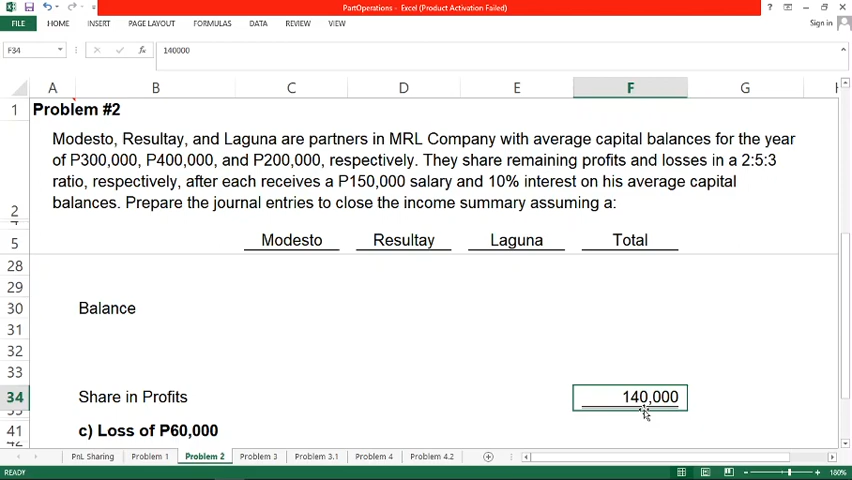 PartOperations - Excel (Product Activation Failed)
FILE HOME INSERT PAGE LAYOUT FORMULAS DATA REVIEW VIEW Sign in
F34 fx 140000
A B C D E F G
1 Problem #2
Modesto, Resultay, and Laguna are partners in MRL Company with average capital balances for the year
of P300,000, P400,000, and P200,000, respectively. They share remaining profits and losses in a 2:5:3
ratio, respectively, after each receives a P150,000 salary and 10% interest on his average capital
2 balances. Prepare the journal entries to close the income summary assuming a:
4
5 Modesto Resultay Laguna Total
28
29
30 Balance
31
32
33
34 Share in Profits 140,000
35
41 c) Loss of P60,000
42
PnL Sharing Problem 1 Problem 2 Problem 3 Problem 3.1 Problem 4 Problem 4.2
READY 180%